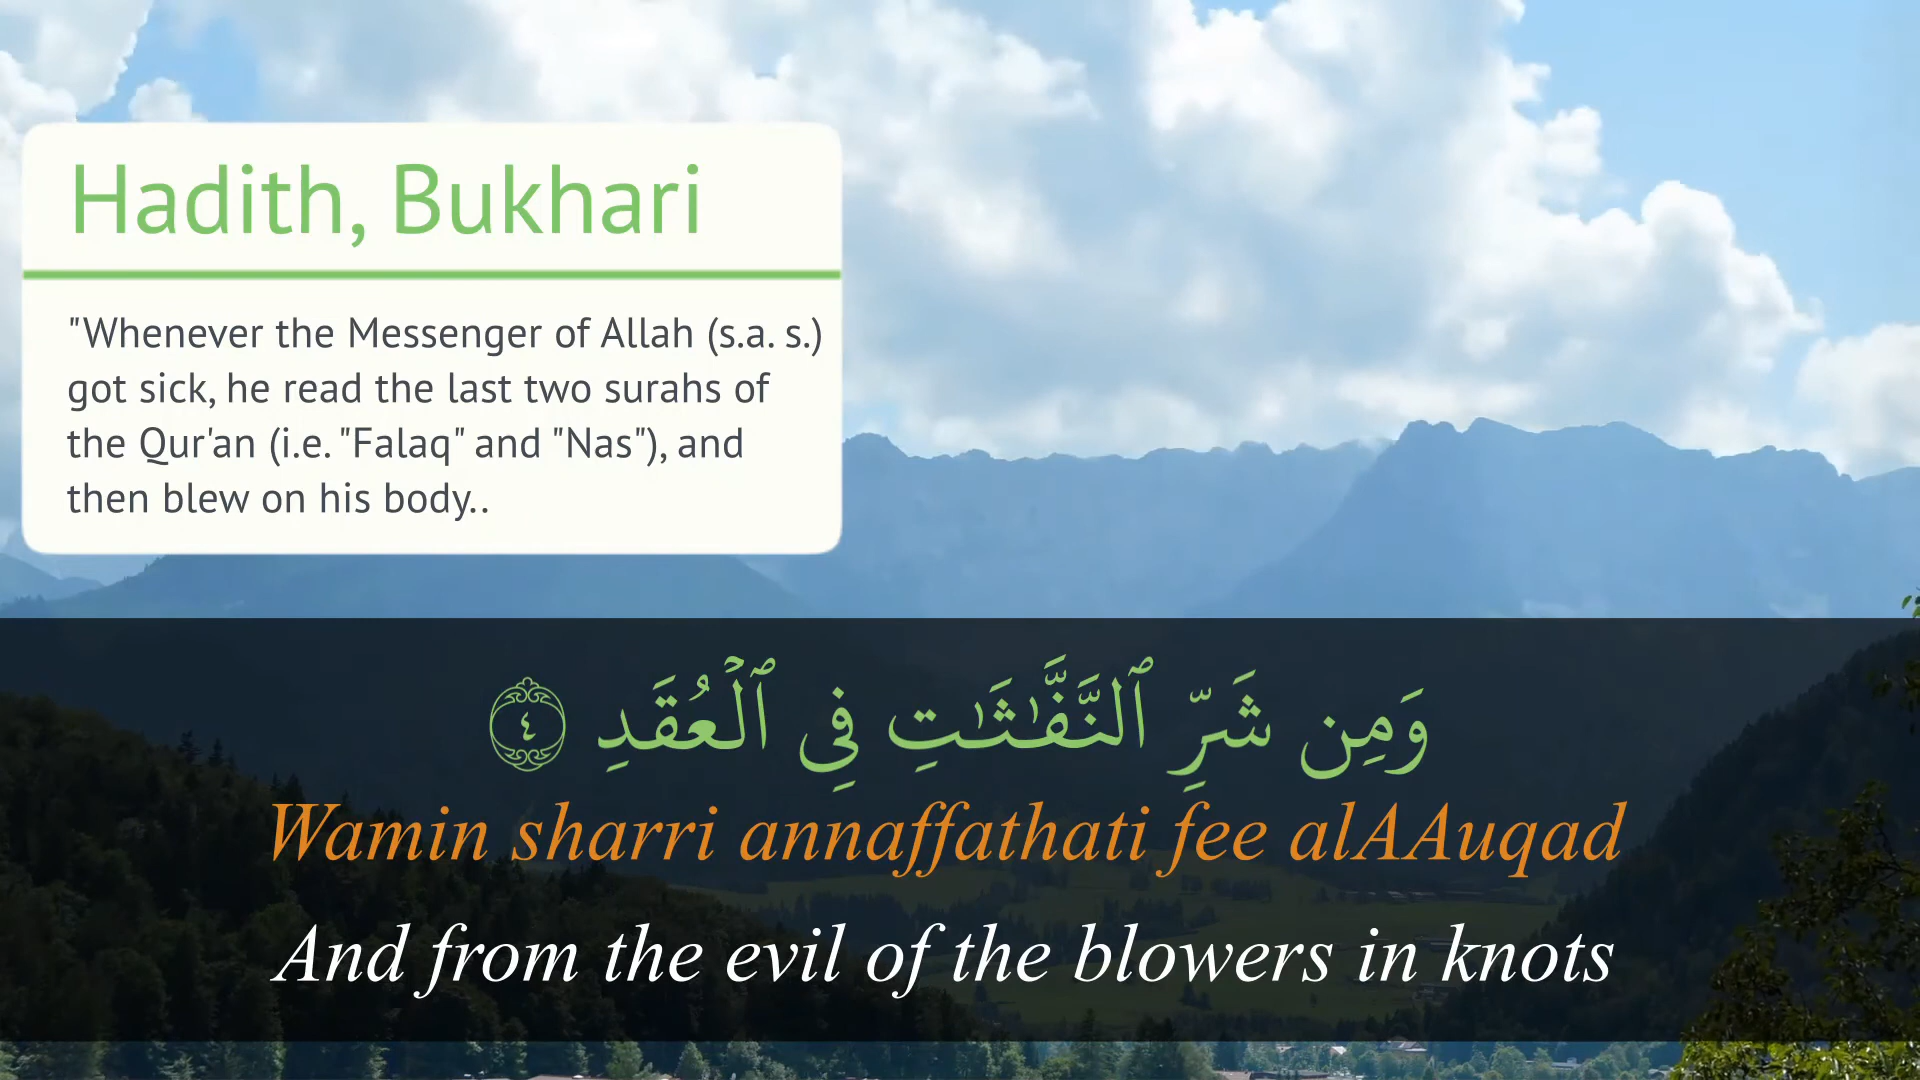 Hadith, Bukhari
"Whenever the Messenger of Allah (s.a. s.)
got sick, he read the last two surahs of
the Qur'an (i.e. "Falaq" and "Nas"), and
then blew on his body..
وَمِن شَرِّ ٱلنَّفَّـٰثَـٰتِ فِى ٱلْعُقَدِ ٤
Wamin sharri annaffathati fee alAAuqad
And from the evil of the blowers in knots